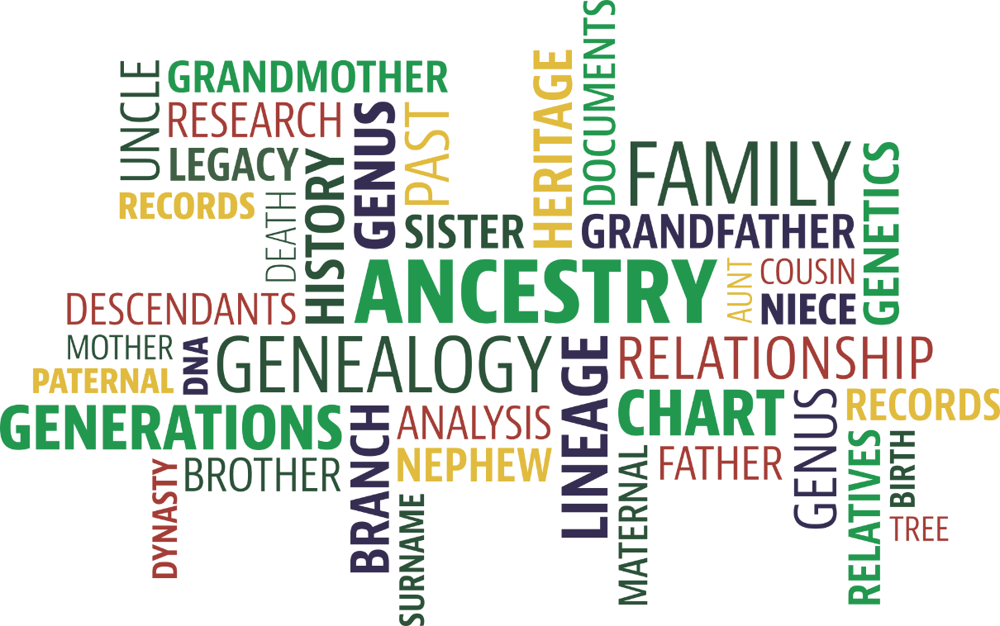 DOCUMENTS
HERITAGE
UNCLE
GRANDMOTHER
RESEARCH
GENUS
PAST
LEGACY
HISTORY
FAMILY
GENETICS
RECORDS
DEATH
SISTER
GRANDFATHER
ANCESTRY
AUNT
COUSIN
NIECE
DESCENDANTS
MOTHER
DNA
GENEALOGY
LINEAGE
RELATIONSHIP
PATERNAL
GENERATIONS
BRANCH
ANALYSIS
CHART
GENUS
RECORDS
NEPHEW
MATERNAL
FATHER
RELATIVES
BIRTH
DYNASTY
BROTHER
SURNAME
TREE